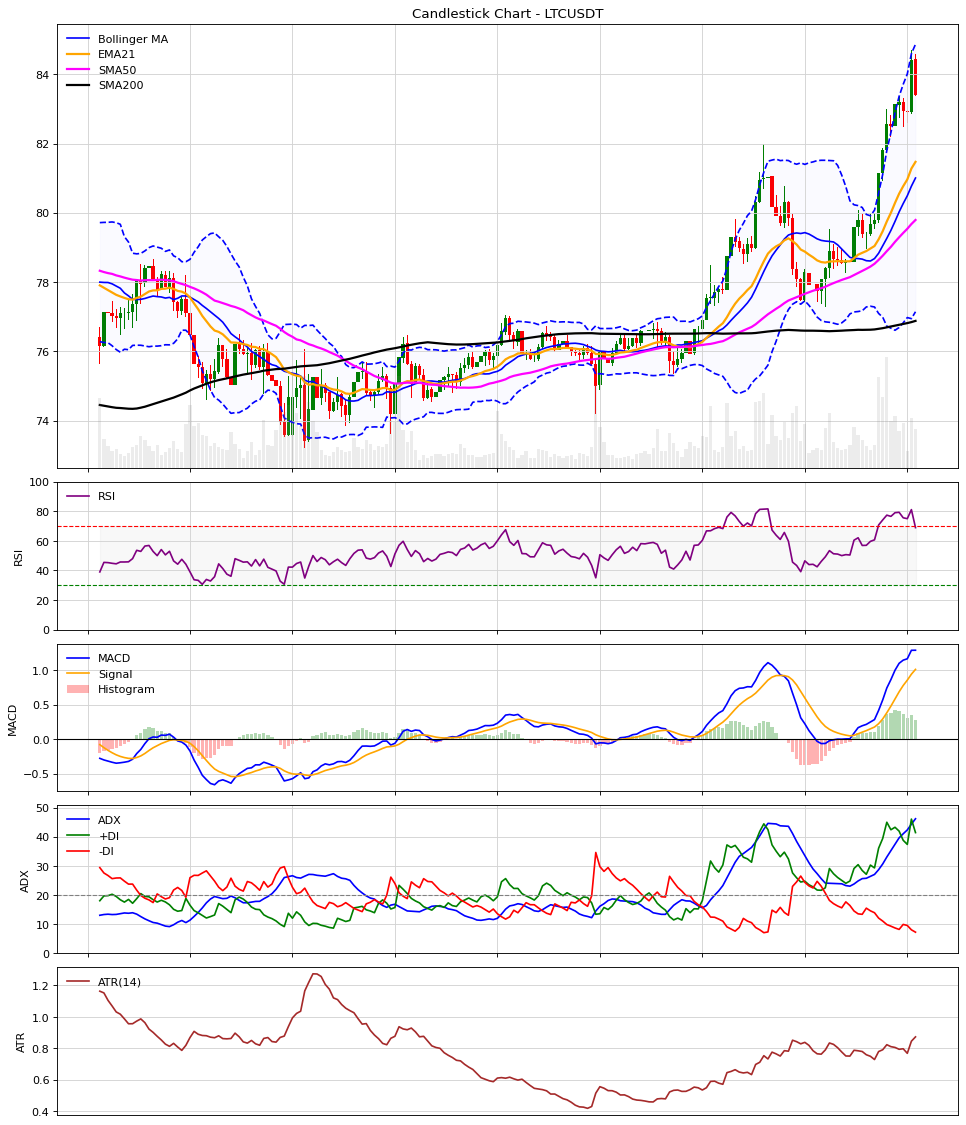 Candlestick Chart - LTCUSDT
Bollinger MA
EMA21
SMA50
SMA200
84
82
80
78
76
74
RSI
RSI
100
80
60
40
20
0
MACD
Signal
Histogram
MACD
1.0
0.5
0.0
−0.5
ADX
+DI
-DI
ADX
50
40
30
20
10
0
ATR(14)
ATR
1.2
1.0
0.8
0.6
0.4